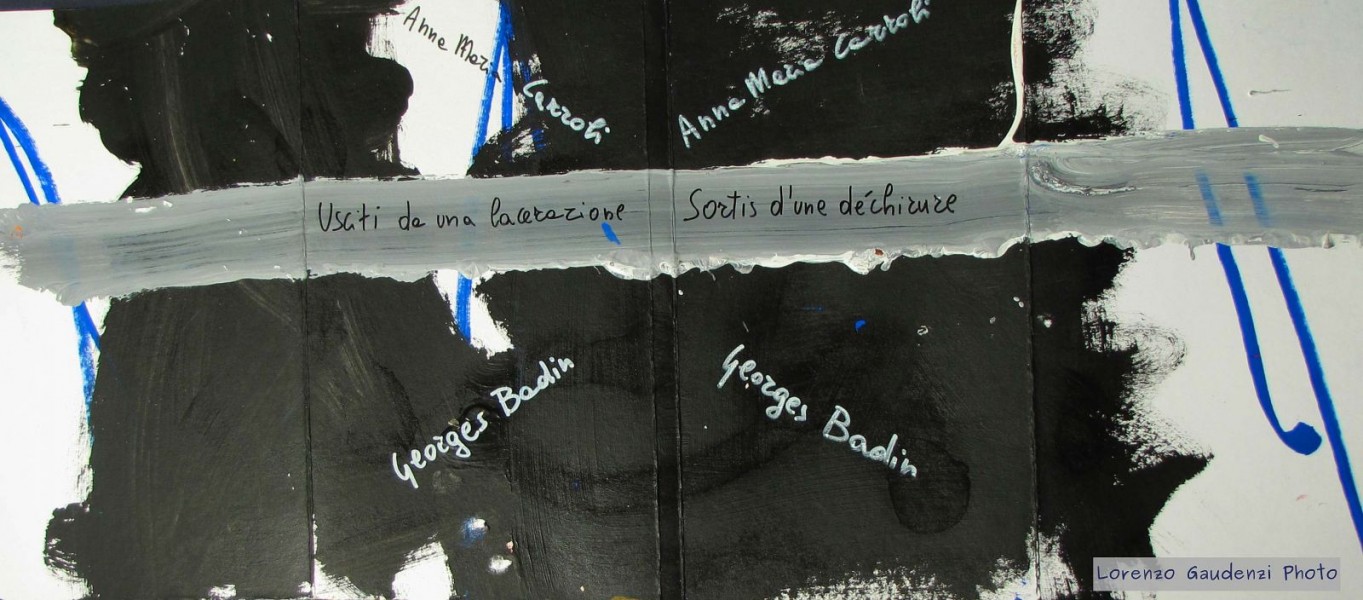 Anne Maria Carroli
Anne Maria Carroli
Usciti da una lacerazione
Sortis d'une déchirure
Georges Badin
Georges Badin
Lorenzo Gaudenzi Photo